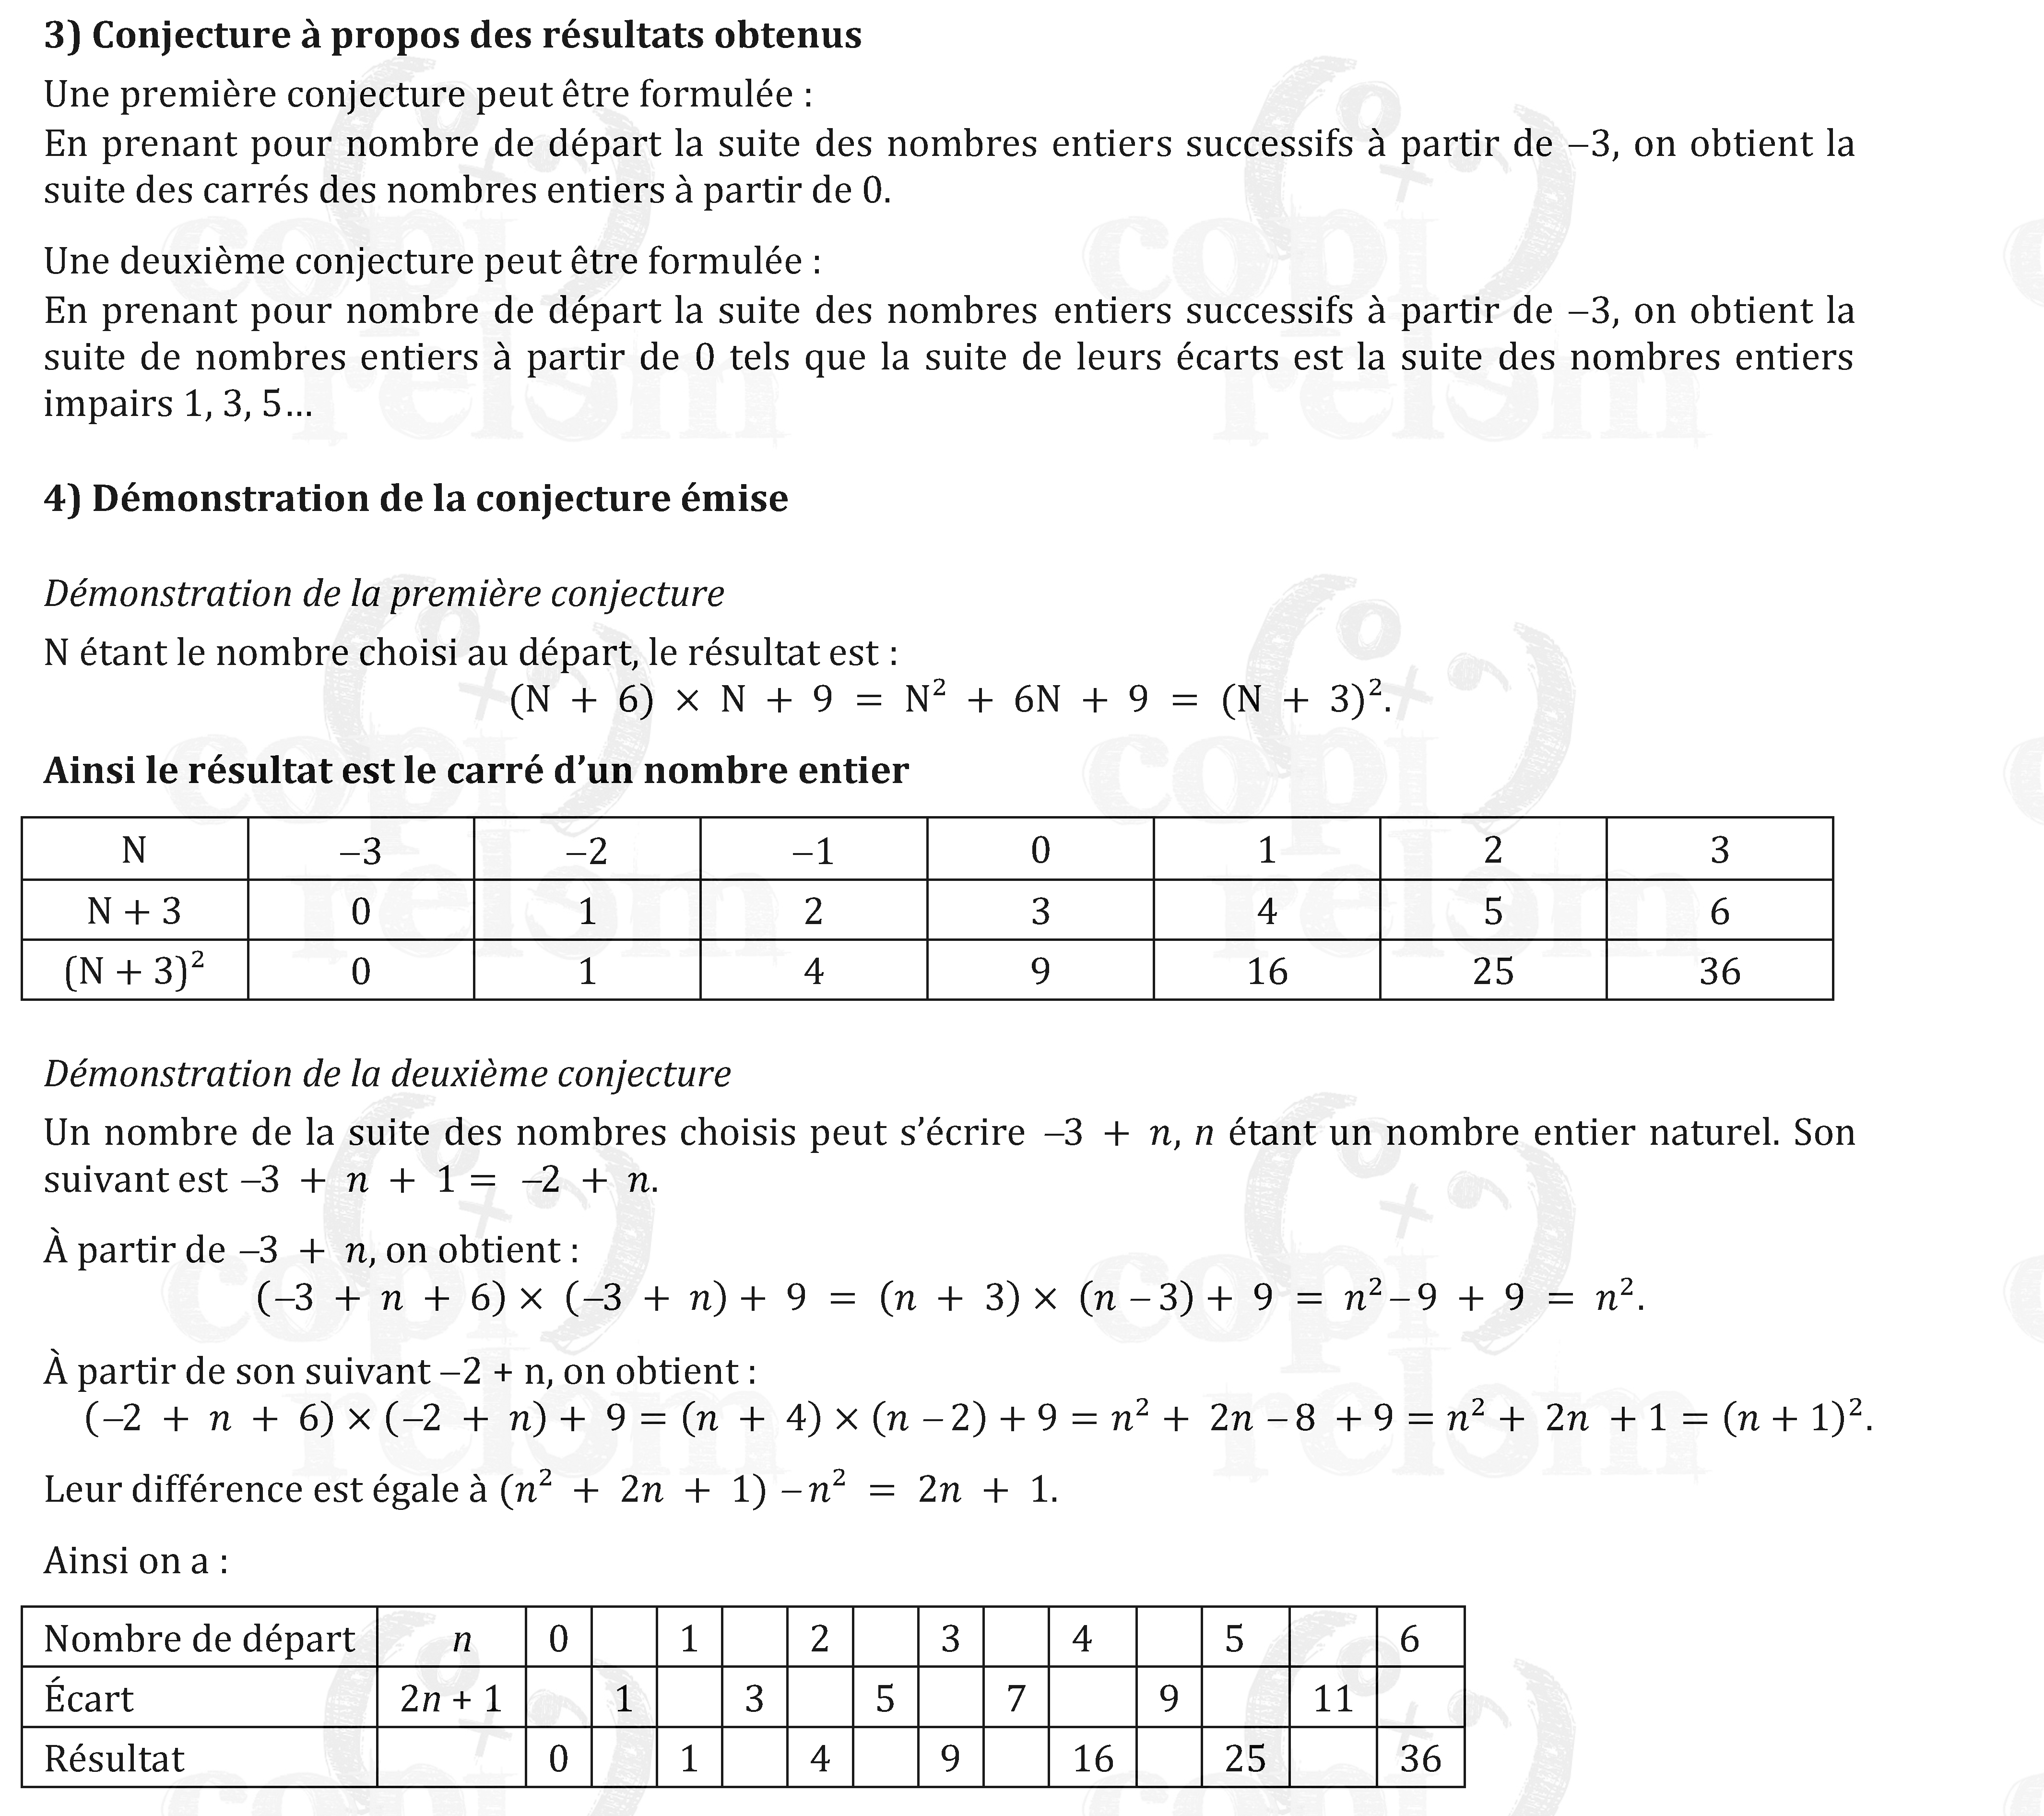 3) Conjecture à propos des résultats obtenus
Une première conjecture peut être formulée :
En prenant pour nombre de départ la suite des nombres entiers successifs à partir de –3, on obtient la
suite des carrés des nombres entiers à partir de 0.
Une deuxième conjecture peut être formulée :
En prenant pour nombre de départ la suite des nombres entiers successifs à partir de –3, on obtient la
suite de nombres entiers à partir de 0 tels que la suite de leurs écarts est la suite des nombres entiers
impairs 1, 3, 5…
4) Démonstration de la conjecture émise
Démonstration de la première conjecture
N étant le nombre choisi au départ, le résultat est :
(N + 6) × N + 9 = N² + 6N + 9 = (N + 3)².
Ainsi le résultat est le carré d’un nombre entier
N –3 –2 –1 0 1 2 3
N + 3 0 1 2 3 4 5 6
(N + 3)² 0 1 4 9 16 25 36
Démonstration de la deuxième conjecture
Un nombre de la suite des nombres choisis peut s’écrire –3 + n, n étant un nombre entier naturel. Son
suivant est –3 + n + 1 = –2 + n.
À partir de –3 + n, on obtient :
(–3 + n + 6) × (–3 + n) + 9 = (n + 3) × (n – 3) + 9 = n² – 9 + 9 = n².
À partir de son suivant –2 + n, on obtient :
(–2 + n + 6) × (–2 + n) + 9 = (n + 4) × (n – 2) + 9 = n² + 2n – 8 + 9 = n² + 2n + 1 = (n + 1)².
Leur différence est égale à (n² + 2n + 1) – n² = 2n + 1.
Ainsi on a :
Nombre de départ n 0 1 2 3 4 5 6
Écart 2n + 1 1 3 5 7 9 11
Résultat 0 1 4 9 16 25 36